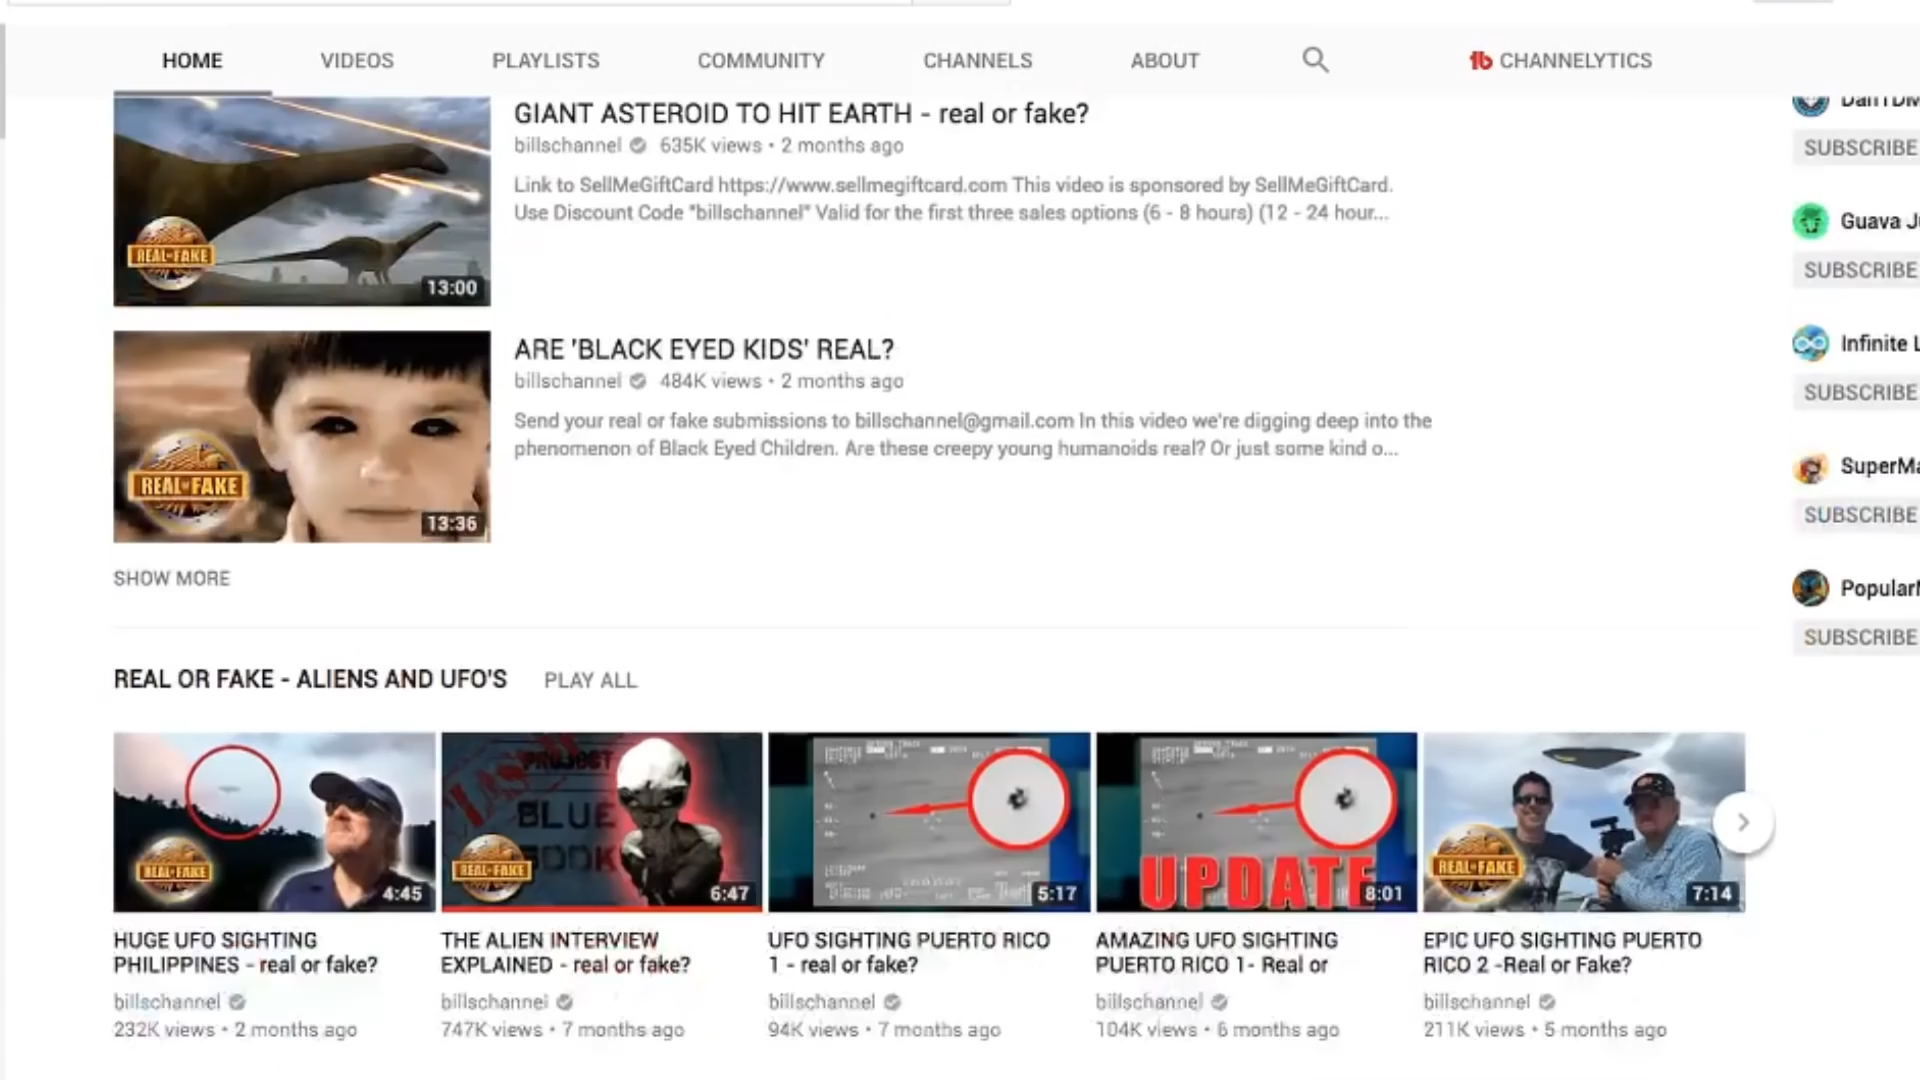 HOME VIDEOS PLAYLISTS COMMUNITY CHANNELS ABOUT CHANNELYTICS
GIANT ASTEROID TO HIT EARTH - real or fake?
billschannel 635K views • 2 months ago
Link to SellMeGiftCard https://www.sellmegiftcard.com This video is sponsored by SellMeGiftCard.
Use Discount Code "billschannel" Valid for the first three sales options (6 - 8 hours) (12 - 24 hour...
REAL OR FAKE
13:00
ARE 'BLACK EYED KIDS' REAL?
billschannel 484K views • 2 months ago
Send your real or fake submissions to billschannel@gmail.com In this video we're digging deep into the
phenomenon of Black Eyed Children. Are these creepy young humanoids real? Or just some kind o...
REAL OR FAKE
13:36
SHOW MORE
SUBSCRIBE
Guava
SUBSCRIBE
Infinite
SUBSCRIBE
SUBSCRIBE
SUBSCRIBE
REAL OR FAKE - ALIENS AND UFO'S PLAY ALL
REAL OR FAKE
4:45
PROJECT
BLUE
BOOK
REAL OR FAKE
6:47
5:17
UPDATE
8:01
REAL OR FAKE
7:14
HUGE UFO SIGHTING
PHILIPPINES - real or fake?
billschannel
232K views • 2 months ago
THE ALIEN INTERVIEW
EXPLAINED - real or fake?
billschannel
747K views • 7 months ago
UFO SIGHTING PUERTO RICO
1 - real or fake?
billschannel
94K views • 7 months ago
AMAZING UFO SIGHTING
PUERTO RICO 1- Real or
billschannel
104K views • 6 months ago
EPIC UFO SIGHTING PUERTO
RICO 2 -Real or Fake?
billschannel
211K views • 5 months ago